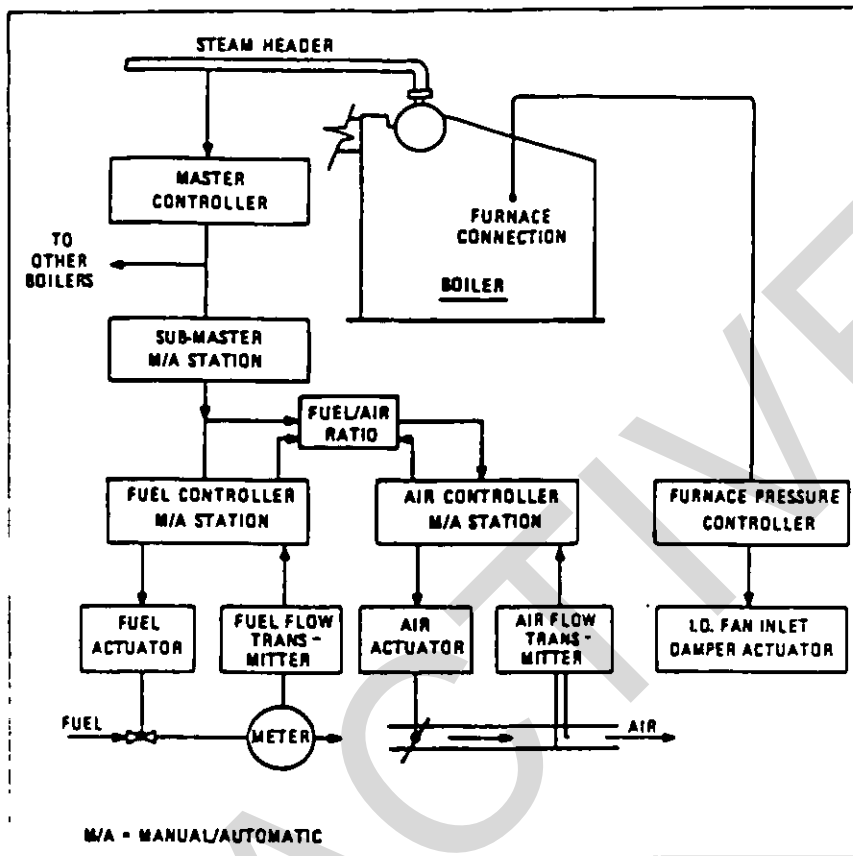 STEAM HEADER
MASTER
CONTROLLER
FURNACE
CONNECTION
TO
OTHER
BOILERS
BOILER
SUB-MASTER
M/A STATION
FUEL/AIR
RATIO
FUEL CONTROLLER
M/A STATION
AIR CONTROLLER
M/A STATION
FURNACE PRESSURE
CONTROLLER
FUEL
ACTUATOR
FUEL FLOW
TRANS-
MITTER
AIR
ACTUATOR
AIR FLOW
TRANS-
MITTER
I.D. FAN INLET
DAMPER ACTUATOR
FUEL
METER
AIR
M/A = MANUAL/AUTOMATIC
ACTIVE